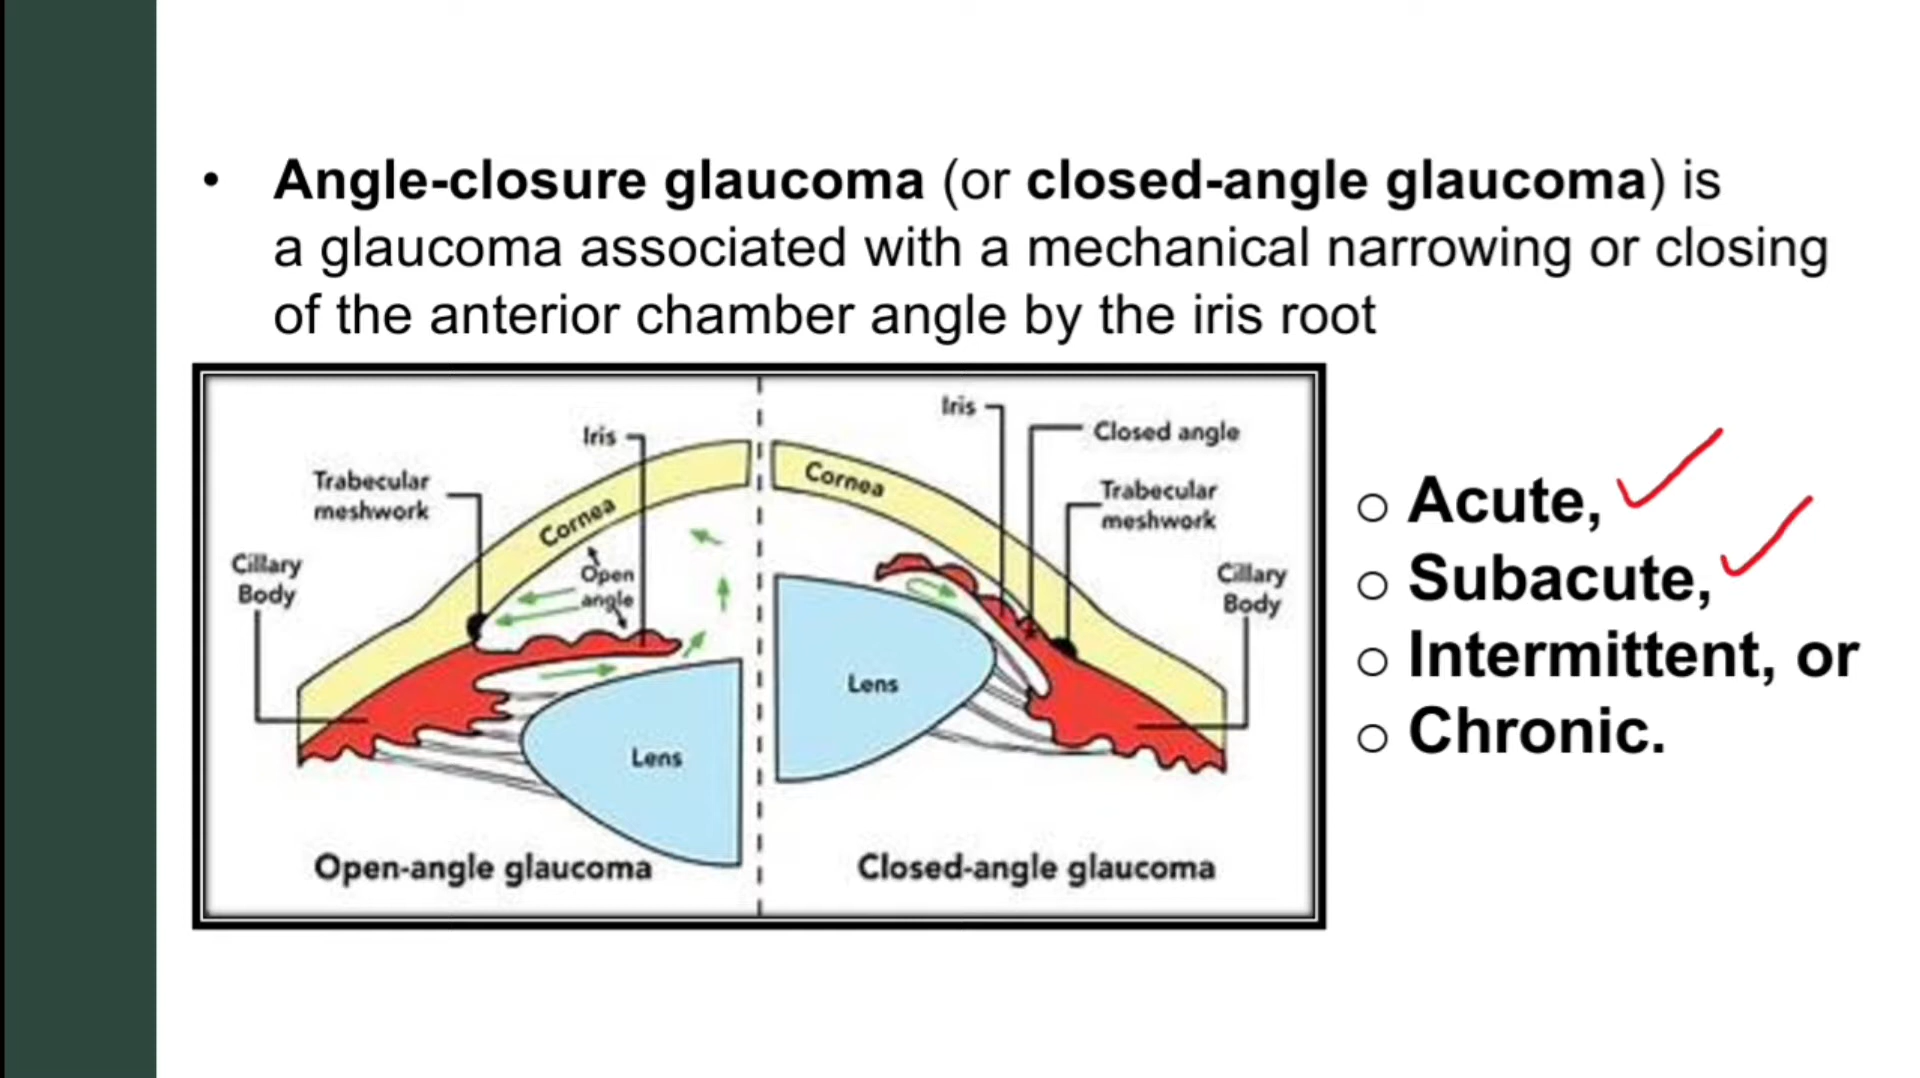 • Angle-closure glaucoma (or closed-angle glaucoma) is
a glaucoma associated with a mechanical narrowing or closing
of the anterior chamber angle by the iris root
Iris
Trabecular
meshwork
Cornea
Cillary
Body
Open
angle
Lens
Open-angle glaucoma
Iris
Closed angle
Cornea
Trabecular
meshwork
Cillary
Body
Lens
Closed-angle glaucoma
o Acute,
o Subacute,
o Intermittent, or
o Chronic.